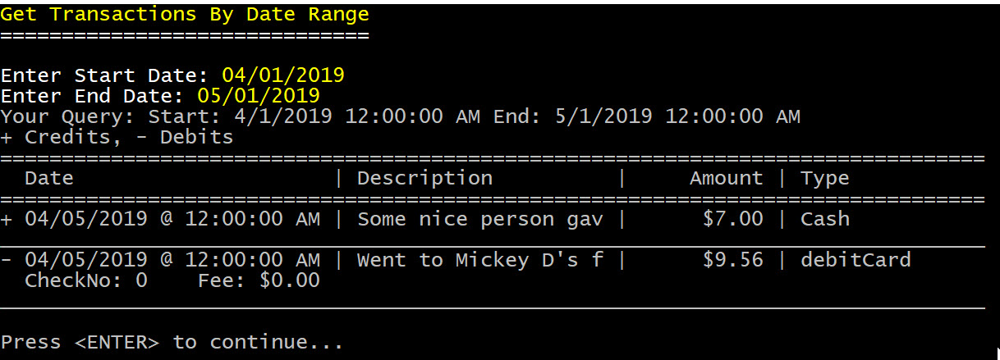 Get Transactions By Date Range
==============================
Enter Start Date: 04/01/2019
Enter End Date: 05/01/2019
Your Query: Start: 4/1/2019 12:00:00 AM End: 5/1/2019 12:00:00 AM
+ Credits, - Debits
================================================================================
  Date                     | Description          |     Amount | Type
================================================================================
+ 04/05/2019 @ 12:00:00 AM | Some nice person gav |      $7.00 | Cash
________________________________________________________________________________
- 04/05/2019 @ 12:00:00 AM | Went to Mickey D's f |      $9.56 | debitCard
  CheckNo: 0    Fee: $0.00
________________________________________________________________________________
Press <ENTER> to continue...